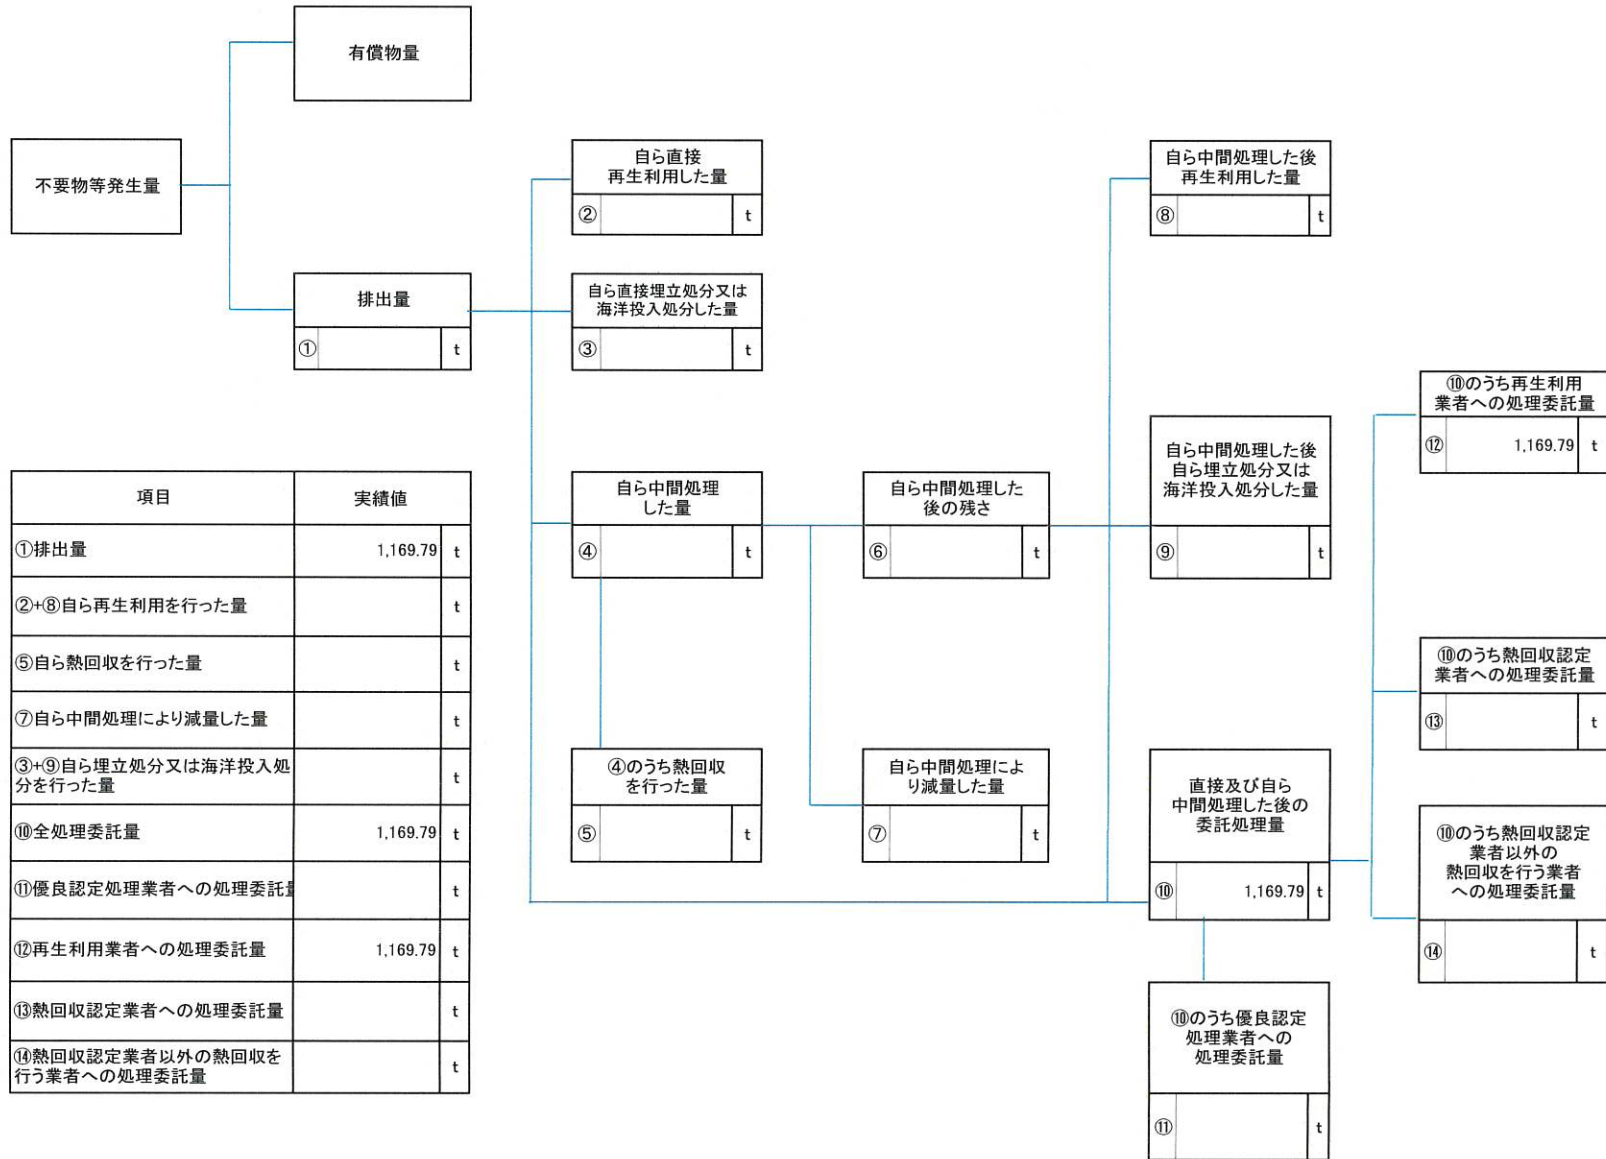 有償物量
不要物等発生量
排出量
①
t
自ら直接
再生利用した量
②
t
自ら直接埋立処分又は
海洋投入処分した量
③
t
自ら中間処理
した量
④
t
④のうち熱回収
を行った量
⑤
t
自ら中間処理した
後の残さ
⑥
t
自ら中間処理によ
り減量した量
⑦
t
自ら中間処理した後
再生利用した量
⑧
t
自ら中間処理した後
自ら埋立処分又は
海洋投入処分した量
⑨
t
直接及び自ら
中間処理した後の
委託処理量
⑩ 1,169.79 t
⑩のうち優良認定
処理業者への
処理委託量
⑪
t
⑩のうち再生利用
業者への処理委託量
⑫ 1,169.79 t
⑩のうち熱回収認定
業者への処理委託量
⑬
t
⑩のうち熱回収認定
業者以外の
熱回収を行う業者
への処理委託量
⑭
t
項目 実績値
①排出量 1,169.79 t
②+⑧自ら再生利用を行った量 t
⑤自ら熱回収を行った量 t
⑦自ら中間処理により減量した量 t
③+⑨自ら埋立処分又は海洋投入処
分を行った量 t
⑩全処理委託量 1,169.79 t
⑪優良認定処理業者への処理委託量 t
⑫再生利用業者への処理委託量 1,169.79 t
⑬熱回収認定業者への処理委託量 t
⑭熱回収認定業者以外の熱回収を
行う業者への処理委託量 t